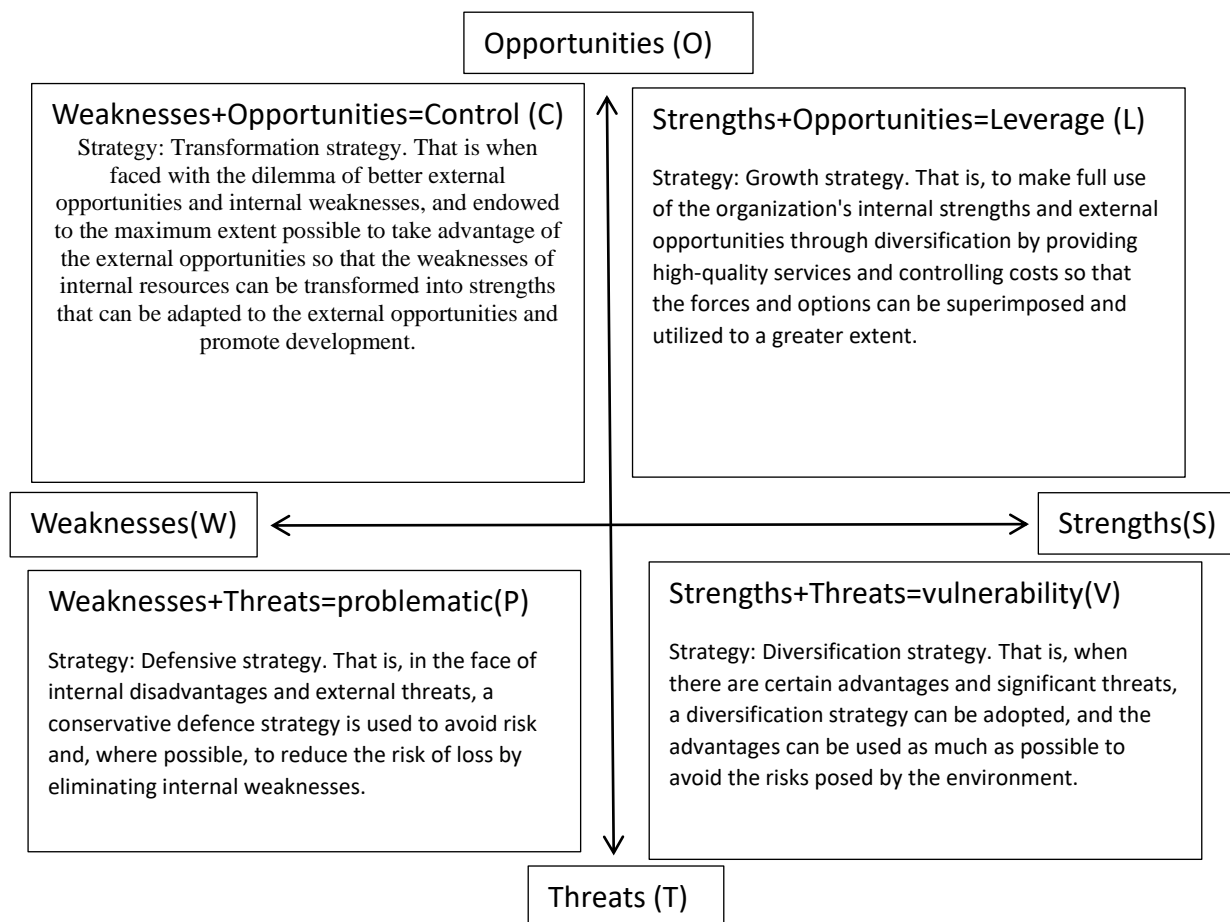 Opportunities (O)
Weaknesses+Opportunities=Control (C)
Strategy: Transformation strategy. That is when
faced with the dilemma of better external
opportunities and internal weaknesses, and endowed
to the maximum extent possible to take advantage of
the external opportunities so that the weaknesses of
internal resources can be transformed into strengths
that can be adapted to the external opportunities and
promote development.
Strengths+Opportunities=Leverage (L)
Strategy: Growth strategy. That is, to make full use
of the organization's internal strengths and external
opportunities through diversification by providing
high-quality services and controlling costs so that
the forces and options can be superimposed and
utilized to a greater extent.
Weaknesses(W)
Strengths(S)
Weaknesses+Threats=problematic(P)
Strategy: Defensive strategy. That is, in the face of
internal disadvantages and external threats, a
conservative defence strategy is used to avoid risk
and, where possible, to reduce the risk of loss by
eliminating internal weaknesses.
Strengths+Threats=vulnerability(V)
Strategy: Diversification strategy. That is, when
there are certain advantages and significant threats,
a diversification strategy can be adopted, and the
advantages can be used as much as possible to
avoid the risks posed by the environment.
Threats (T)